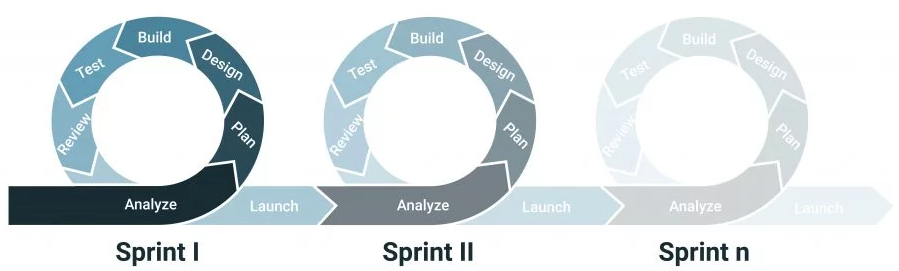 Build
Design
Test
Plan
Review
Analyze
Launch
Sprint I
Build
Design
Test
Plan
Review
Analyze
Launch
Sprint II
Build
Design
Test
Plan
Review
Analyze
Launch
Sprint n